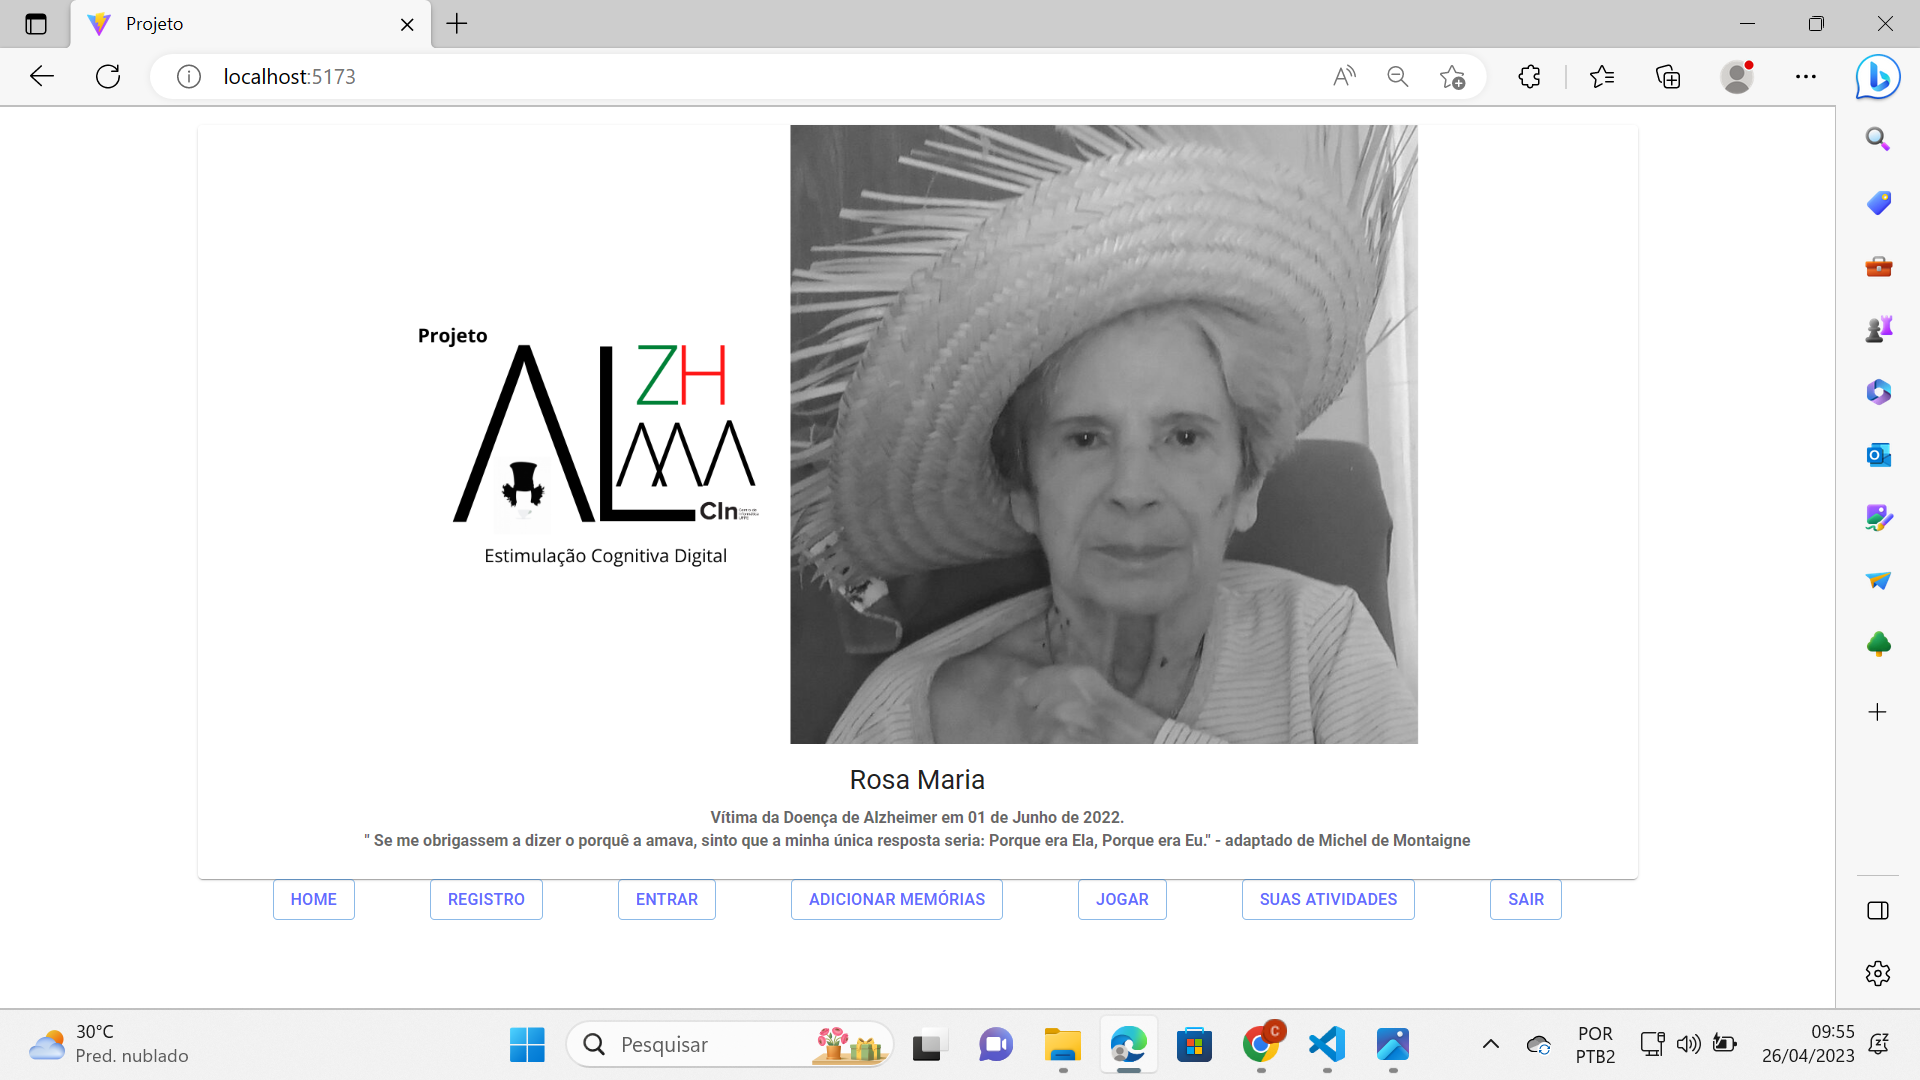 Projeto
localhost:5173
Projeto
ALZHMA
CIn
Estimulação Cognitiva Digital
Rosa Maria
Vítima da Doença de Alzheimer em 01 de Junho de 2022.
" Se me obrigassem a dizer o porquê a amava, sinto que a minha única resposta seria: Porque era Ela, Porque era Eu." - adaptado de Michel de Montaigne
HOME REGISTRO ENTRAR ADICIONAR MEMÓRIAS JOGAR SUAS ATIVIDADES SAIR
30°C
Pred. nublado
Pesquisar
C
POR
PTB2
09:55
26/04/2023